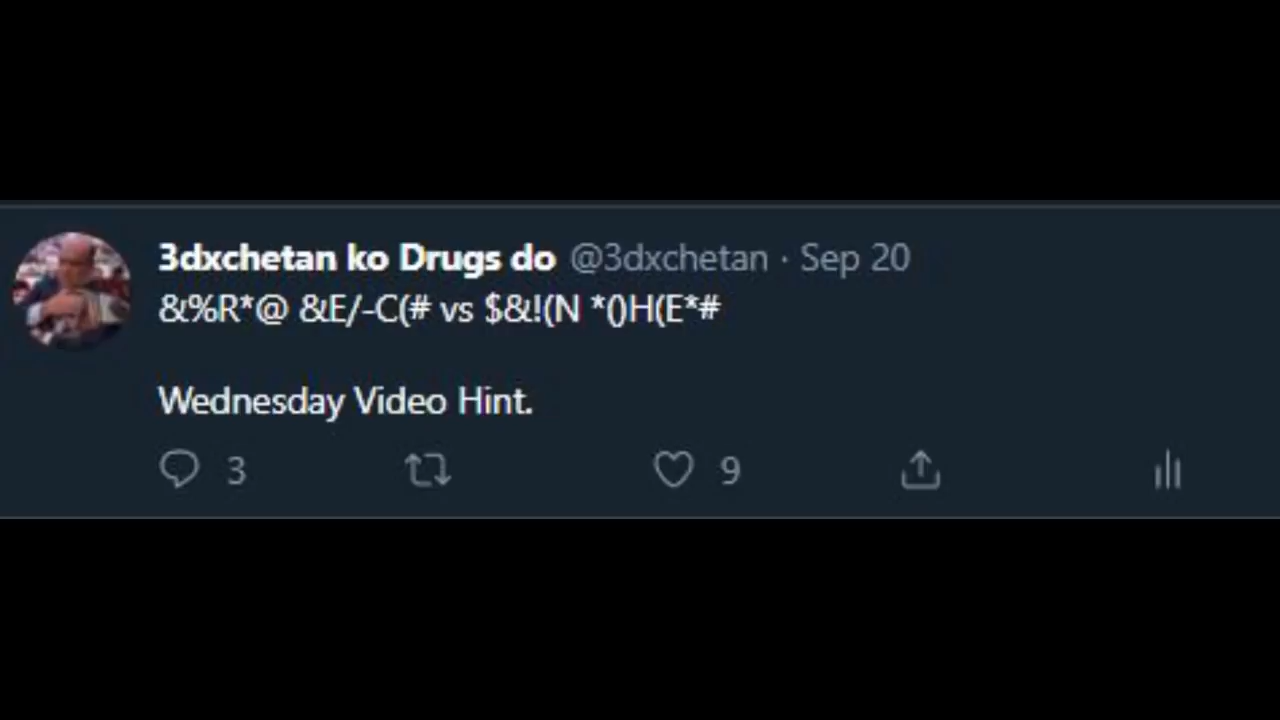 3dxchetan ko Drugs do @3dxchetan · Sep 20
&%R*@ &E/-C(# vs $&!(N *()H(E*#
Wednesday Video Hint.
3 9